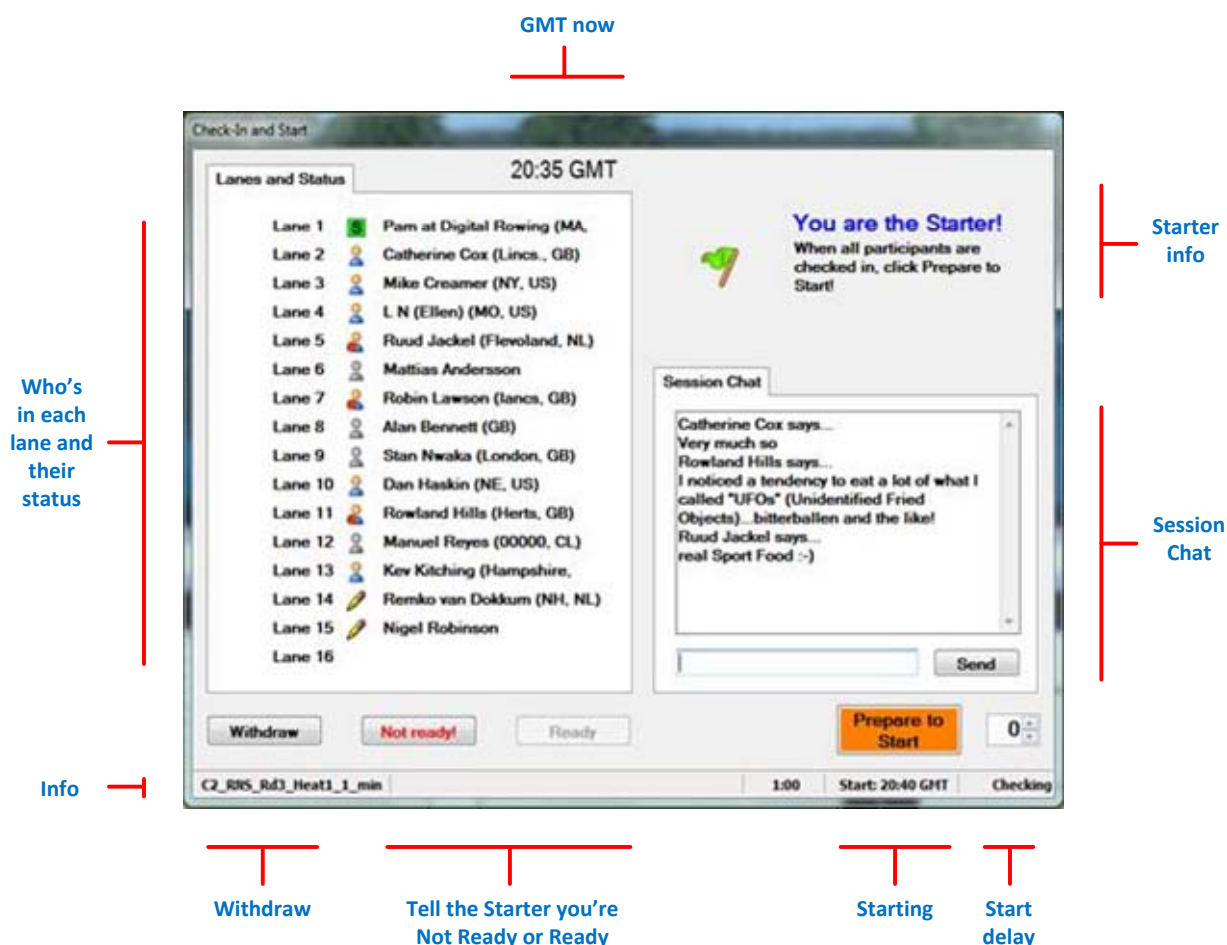 GMT now
Check-In and Start
20:35 GMT
Lanes and Status
Lane 1 S Pam at Digital Rowing (MA,
Lane 2 Catherine Cox (Lincs., GB)
Lane 3 Mike Creamer (NY, US)
Lane 4 L N (Ellen) (MO, US)
Lane 5 Ruud Jackel (Flevoland, NL)
Lane 6 Mattias Andersson
Lane 7 Robin Lawson (lancs, GB)
Lane 8 Alan Bennett (GB)
Lane 9 Stan Nwaka (London, GB)
Lane 10 Dan Haskin (NE, US)
Lane 11 Rowland Hills (Herts, GB)
Lane 12 Manuel Reyes (00000, CL)
Lane 13 Kev Kitching (Hampshire,
Lane 14 Remko van Dokkum (NH, NL)
Lane 15 Nigel Robinson
Lane 16
Who's
in each
lane and
their
status
You are the Starter!
When all participants are
checked in, click Prepare to
Start!
Starter
info
Session Chat
Catherine Cox says...
Very much so
Rowland Hills says...
I noticed a tendency to eat a lot of what I
called "UFOs" (Unidentified Fried
Objects)...bitterballen and the like!
Ruud Jackel says...
real Sport Food :-)
Send
Session
Chat
Withdraw
Not ready!
Ready
Prepare to
Start
0
Info
C2_RNS_Rd3_Heat1_1_min
1:00
Start: 20:40 GMT
Checking
Withdraw
Tell the Starter you're
Not Ready or Ready
Starting
Start
delay